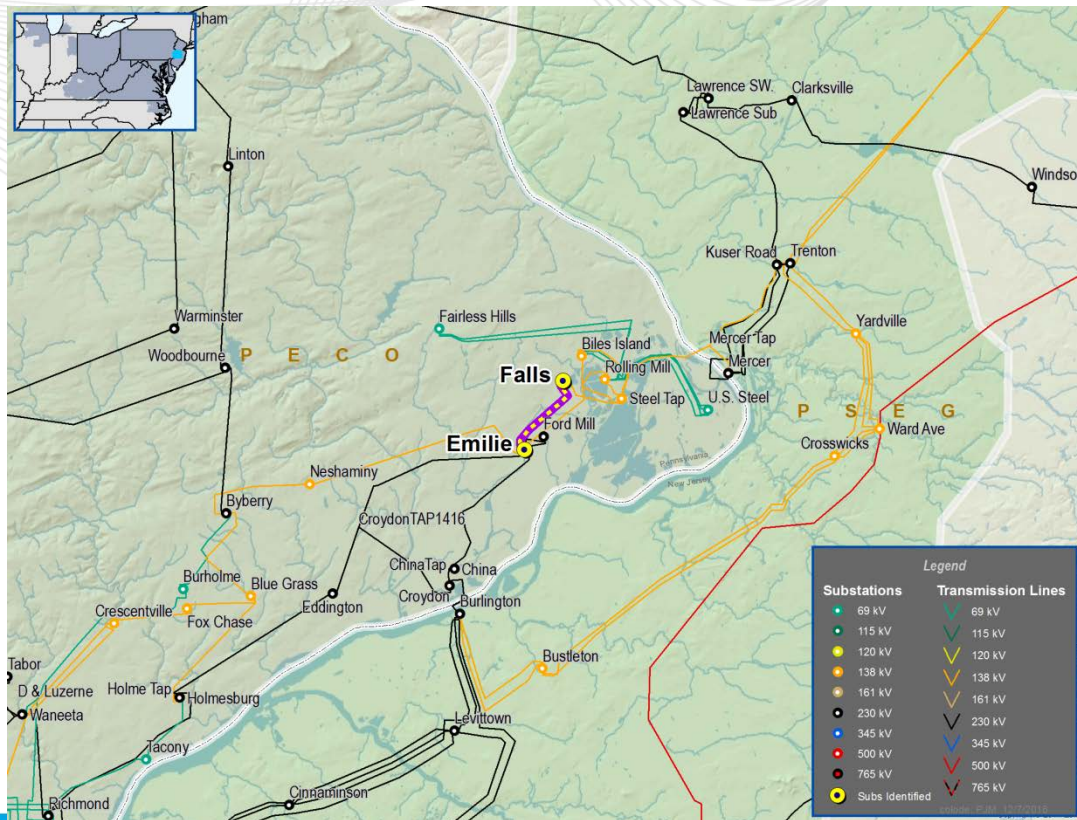 gham
Lawrence SW.
Clarksville
Lawrence Sub
Linton
Windso
Kuser Road
Trenton
Warminster
Fairless Hills
Yardville
Woodbourne
P E C O
Mercer Tap
Biles Island
Mercer
Falls
Rolling Mill
Steel Tap
U.S. Steel
P S E G
Ford Mill
Ward Ave
Emilie
Crosswicks
Pennsylvania
New Jersey
Neshaminy
Byberry
CroydonTAP1416
ChinaTap
China
Burholme
Blue Grass
Croydon
Eddington
Crescentville
Fox Chase
Burlington
Tabor
Bustleton
D & Luzerne
Holme Tap
Holmesburg
Waneeta
Levittown
Tacony
Cinnaminson
Richmond
Legend
Substations
Transmission Lines
69 kV
69 kV
115 kV
115 kV
120 kV
120 kV
138 kV
138 kV
161 kV
161 kV
230 kV
230 kV
345 kV
345 kV
500 kV
500 kV
765 kV
765 kV
Subs Identified